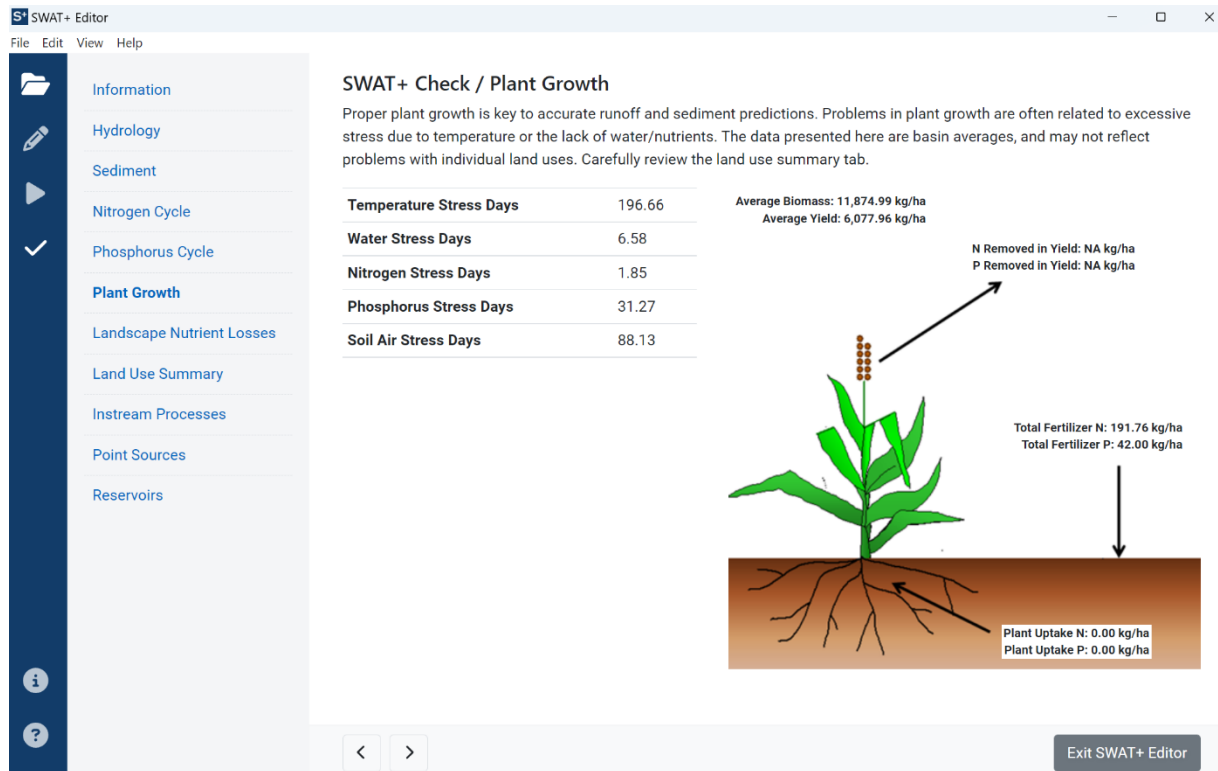 S+ SWAT+ Editor
File Edit View Help
Information
Hydrology
Sediment
Nitrogen Cycle
Phosphorus Cycle
Plant Growth
Landscape Nutrient Losses
Land Use Summary
Instream Processes
Point Sources
Reservoirs
SWAT+ Check / Plant Growth
Proper plant growth is key to accurate runoff and sediment predictions. Problems in plant growth are often related to excessive
stress due to temperature or the lack of water/nutrients. The data presented here are basin averages, and may not reflect
problems with individual land uses. Carefully review the land use summary tab.
Temperature Stress Days 196.66
Water Stress Days 6.58
Nitrogen Stress Days 1.85
Phosphorus Stress Days 31.27
Soil Air Stress Days 88.13
Average Biomass: 11,874.99 kg/ha
Average Yield: 6,077.96 kg/ha
N Removed in Yield: NA kg/ha
P Removed in Yield: NA kg/ha
Total Fertilizer N: 191.76 kg/ha
Total Fertilizer P: 42.00 kg/ha
Plant Uptake N: 0.00 kg/ha
Plant Uptake P: 0.00 kg/ha
Exit SWAT+ Editor